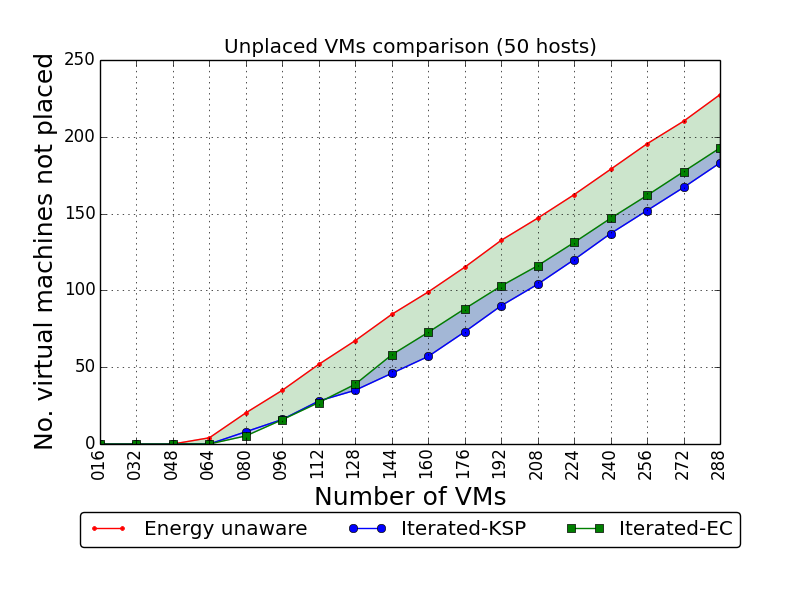 Unplaced VMs comparison (50 hosts)
No. virtual machines not placed
250
200
150
100
50
0
016 032 048 064 080 096 112 128 144 160 176 192 208 224 240 256 272 288
Number of VMs
Energy unaware Iterated-KSP Iterated-EC